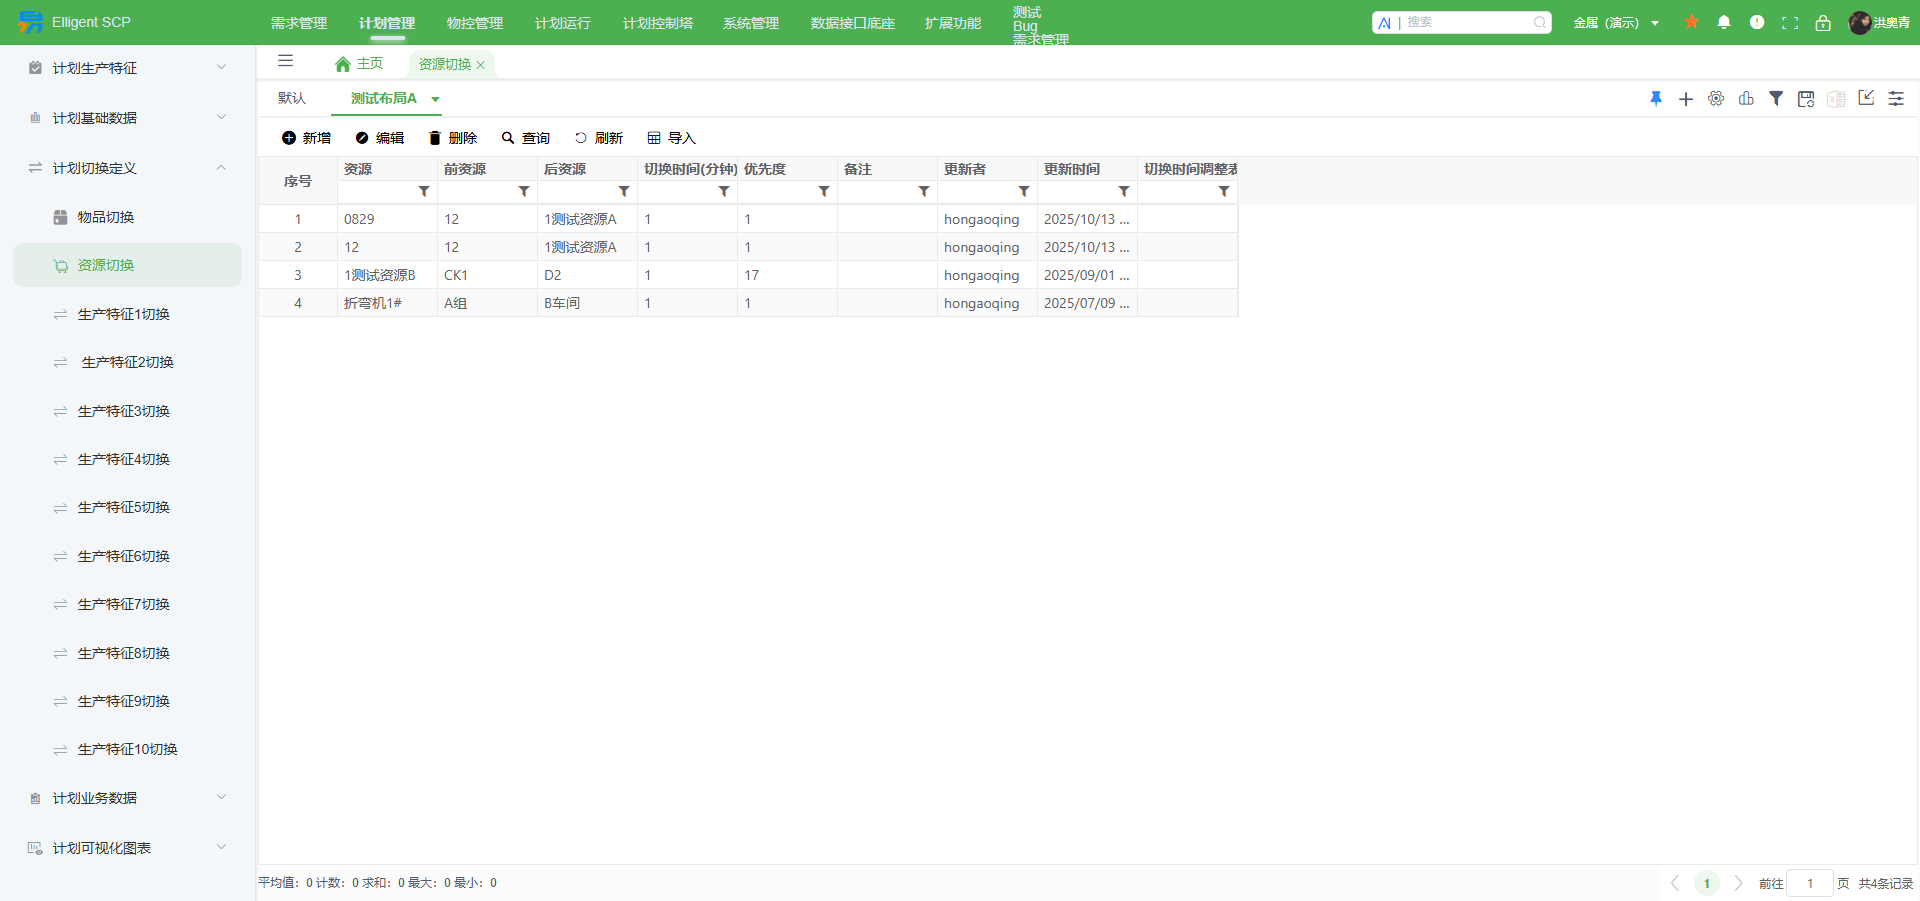 Elligent SCP
需求管理
计划管理
物控管理
计划运行
计划控制塔
系统管理
数据接口底座
扩展功能
测试
Bug
需求管理
搜索
金属（演示）
洪奥青
计划生产特征
计划基础数据
计划切换定义
物品切换
资源切换
生产特征1切换
生产特征2切换
生产特征3切换
生产特征4切换
生产特征5切换
生产特征6切换
生产特征7切换
生产特征8切换
生产特征9切换
生产特征10切换
计划业务数据
计划可视化图表
主页
资源切换
默认
测试布局A
新增 编辑 删除 查询 刷新 导入
序号 资源 前资源 后资源 切换时间(分钟) 优先度 备注 更新者 更新时间 切换时间调整表
1 0829 12 1测试资源A 1 1 hongaoqing 2025/10/13 ...
2 12 12 1测试资源A 1 1 hongaoqing 2025/10/13 ...
3 1测试资源B CK1 D2 1 17 hongaoqing 2025/09/01 ...
4 折弯机1# A组 B车间 1 1 hongaoqing 2025/07/09 ...
平均值：0 计数：0 求和：0 最大：0 最小：0
1 前往 1 页 共4条记录